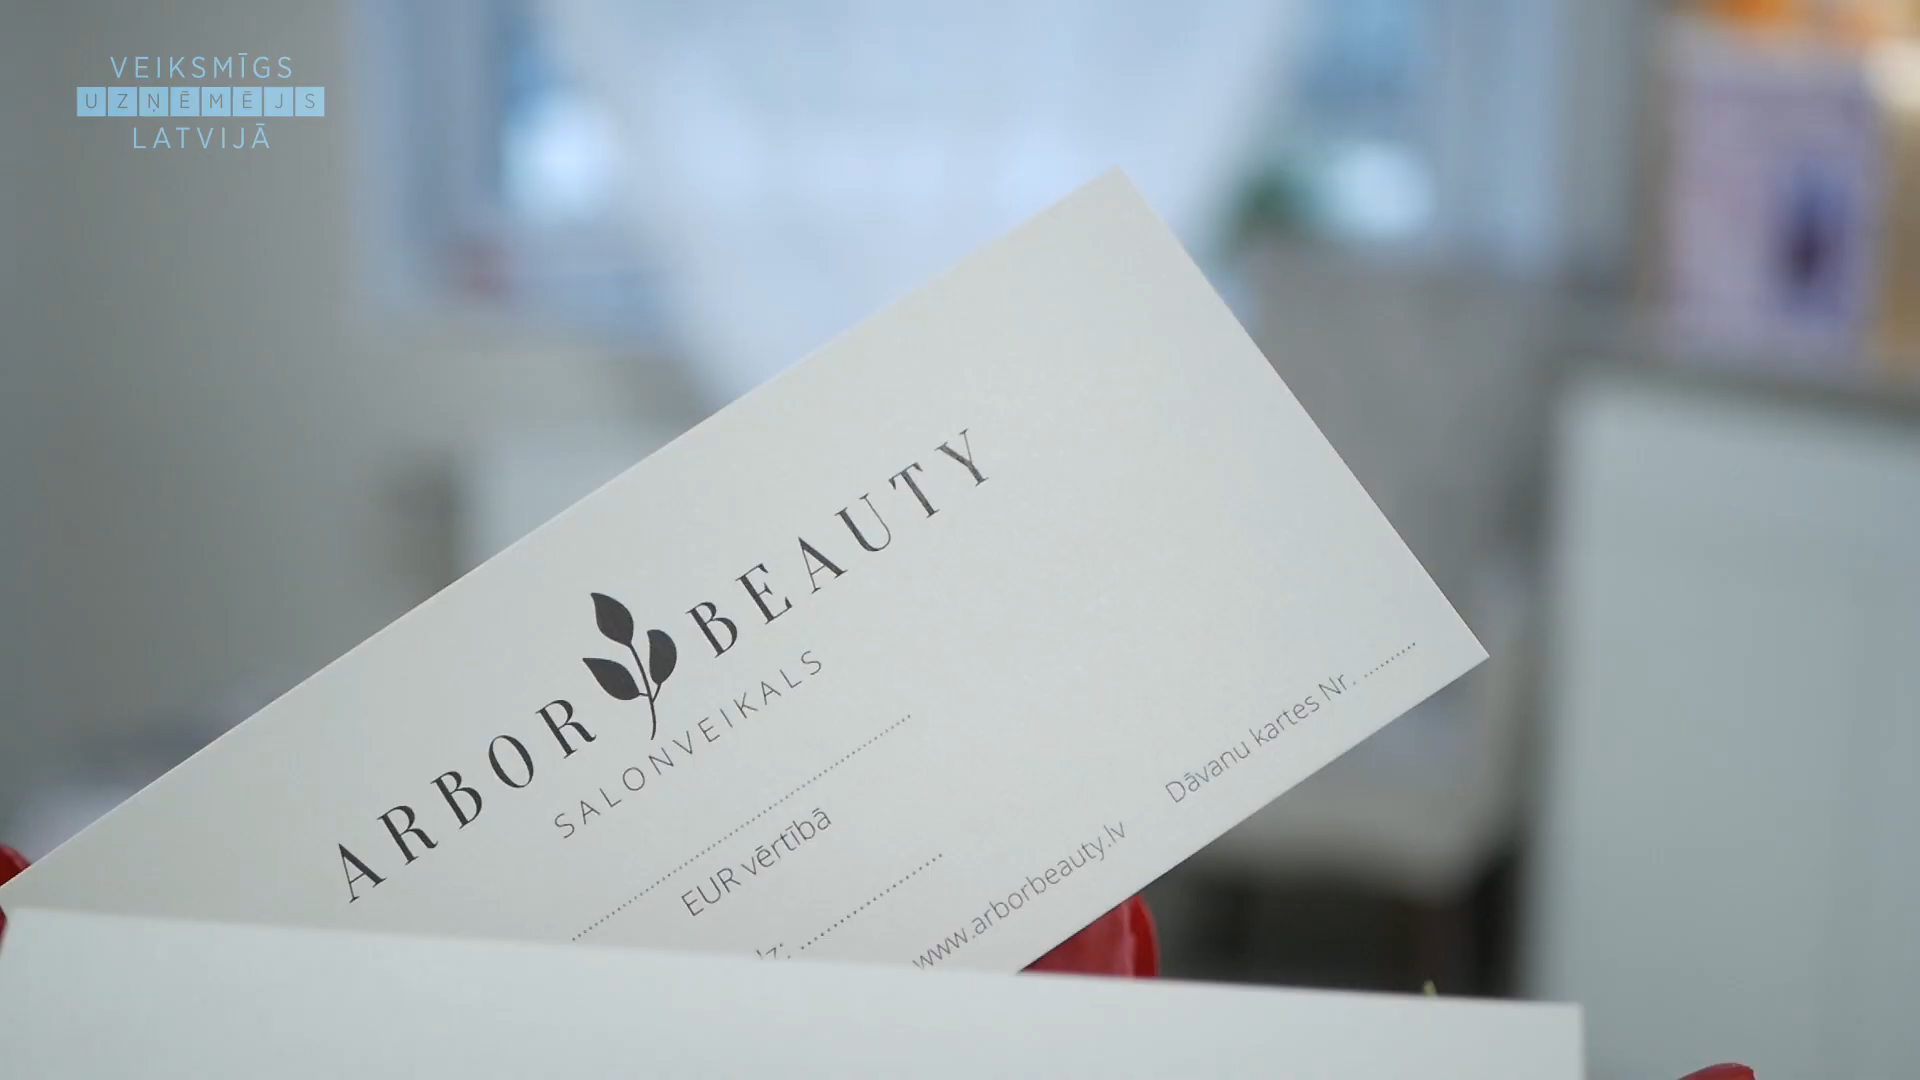 VEIKSMĪGS
UZŅĒMĒJS
LATVIJĀ
ARBOR BEAUTY
SALONVEIKALS
EUR vērtībā
www.arborbeauty.lv
Dāvanu kartes Nr. .........